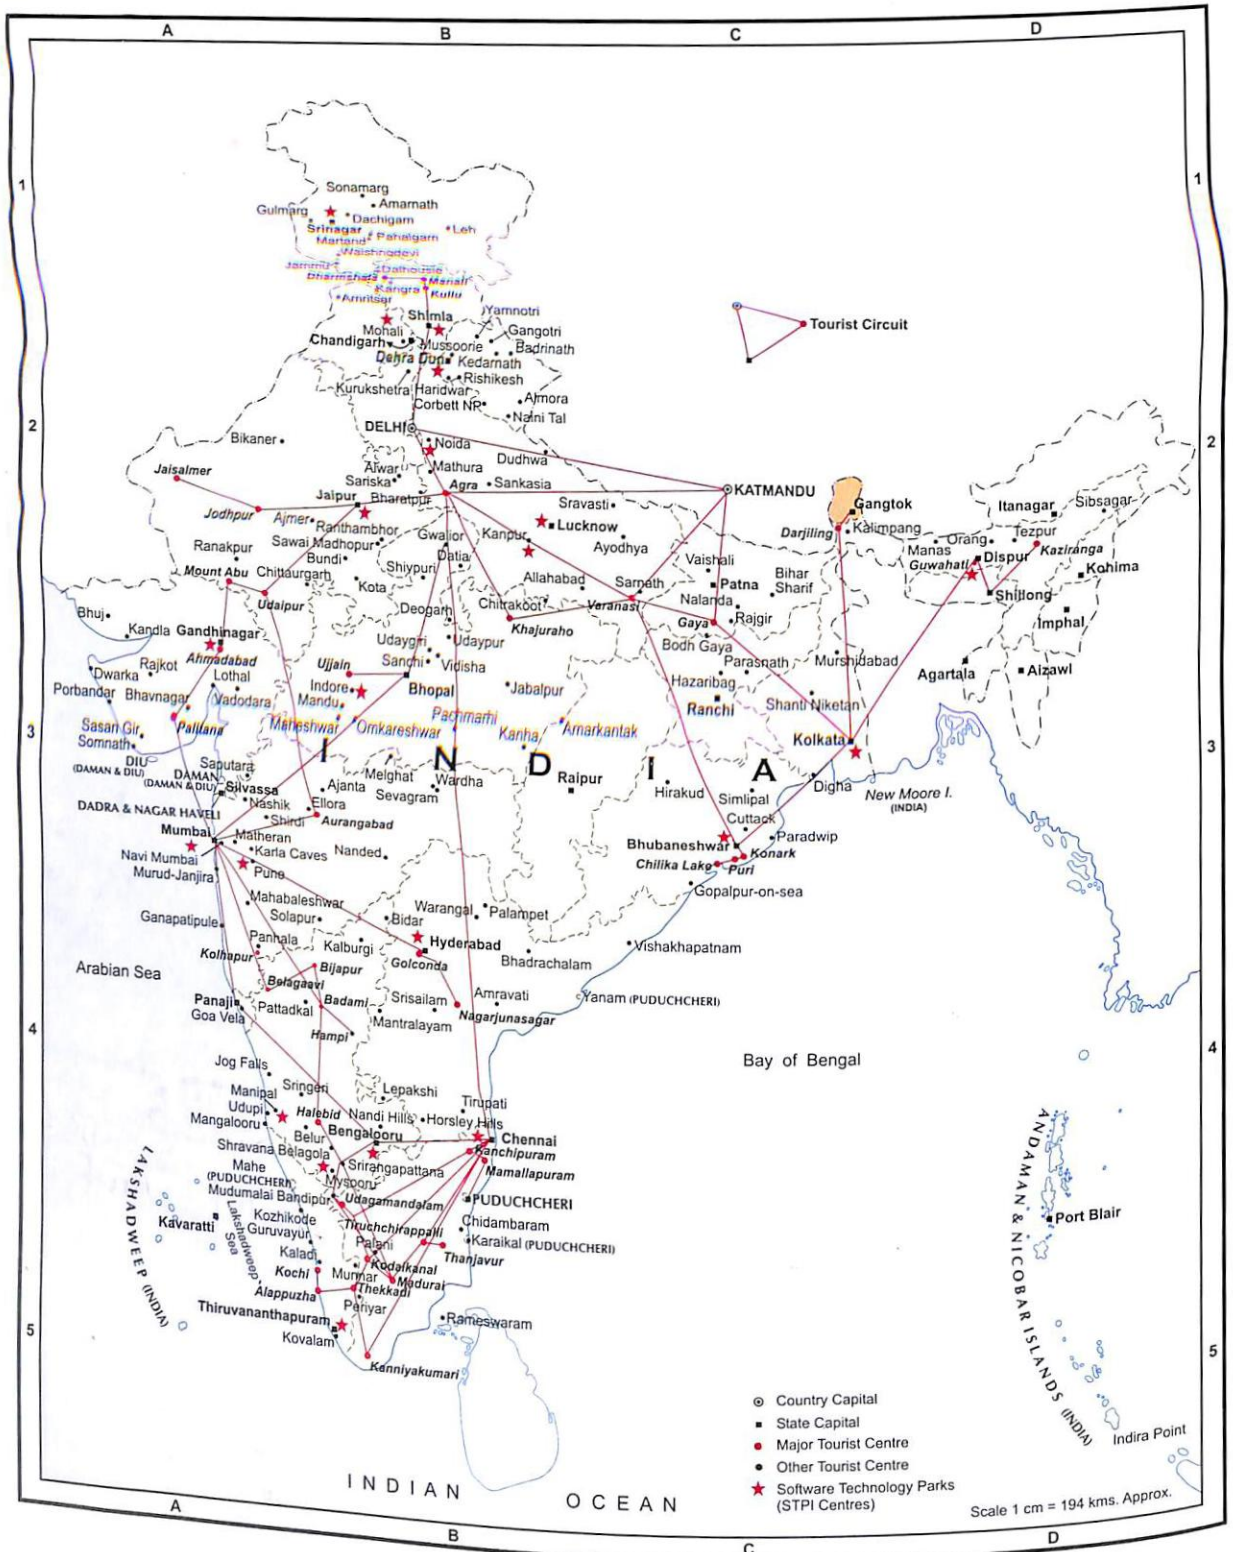 A B C D
1 1
Sonamarg
Amarnath
Gulmarg
Dachigam
Srinagar
Pahalgam
Leh
Martand
Vaishnodevi
Jammu
Dalhousie
Dharmshala
Manali
Kangra
Kullu
Amritsar
Shimla
Yamnotri
Mohali
Gangotri
Chandigarh
Mussoorie
Badrinath
Dehra Dun
Kedarnath
Rishikesh
Kurukshetra
Haridwar
Almora
Corbett NP
Naini Tal
Tourist Circuit
2 2
DELHI
Bikaner
Noida
Dudhwa
Mathura
Alwar
Jaisalmer
Sariska
Agra
Sankasia
KATMANDU
Jaipur
Bharatpur
Sravasti
Gangtok
Itanagar
Sibsagar
Jodhpur
Ajmer
Ranthambhor
Lucknow
Darjiling
Kalimpang
Kanpur
Gwalior
Sawai Madhopur
Ayodhya
Orang
Tezpur
Ranakpur
Datia
Manas
Kaziranga
Bundi
Vaishali
Dispur
Mount Abu
Chittaurgarh
Shivpuri
Guwahati
Kohima
Kota
Allahabad
Sarnath
Patna
Bihar
Sharif
Udaipur
Deogarh
Chitrakoot
Varanasi
Nalanda
Shillong
Bhuj
Khajuraho
Gaya
Rajgir
Imphal
Kandla
Gandhinagar
Udaygiri
Udaypur
Bodh Gaya
Ahmadabad
Ujjain
Sanchi
Vidisha
Parasnath
Murshidabad
Agartala
Aizawl
Rajkot
Dwarka
Lothal
Indore
Bhopal
Jabalpur
Hazaribag
Porbandar
Bhavnagar
Vadodara
Mandu
Ranchi
Shanti Niketan
Sasan Gir
Palitana
Maheshwar
Omkareshwar
Pachmarhi
Kanha
Amarkantak
Kolkata
3 3
Somnath
I N D I A
DIU
(DAMAN & DIU)
Saputara
DAMAN
(DAMAN & DIU)
Silvassa
Melghat
Wardha
Raipur
Ajanta
Sevagram
Hirakud
Simlipal
Digha
New Moore I.
(INDIA)
DADRA & NAGAR HAVELI
Nashik
Ellora
Shirdi
Aurangabad
Cuttack
Mumbai
Matheran
Paradwip
Bhubaneshwar
Navi Mumbai
Karla Caves
Nanded
Konark
Murud-Janjira
Pune
Chilika Lake
Puri
Gopalpur-on-sea
Mahabaleshwar
Warangal
Palampet
Ganapatipule
Solapur
Bidar
Panhala
Kalburgi
Hyderabad
Vishakhapatnam
Kolhapur
Golconda
Bhadrachalam
Arabian Sea
Bijapur
Belagaavi
Panaji
Pattadkal
Badami
Srisailam
Amravati
Yanam (PUDUCHCHERI)
Goa Vela
Mantralayam
Nagarjunasagar
Hampi
4 4
Bay of Bengal
Jog Falls
Manipal
Sringeri
Lepakshi
Udupi
Halebid
Nandi Hills
Tirupati
Horsley Hills
Mangalooru
Belur
Bengalooru
Chennai
Shravana Belagola
Kanchipuram
Mahe
(PUDUCHCHERI)
Srirangapattana
Mamallapuram
Mysooru
Mudumalai
Bandipur
Udagamandalam
PUDUCHCHERI
Kavaratti
Kozhikode
Tiruchchirappalli
Chidambaram
Guruvayur
Palani
Karaikal (PUDUCHCHERI)
Kaladi
Thanjavur
Kodaikanal
Kochi
Munnar
Madurai
Thekkadi
Alappuzha
Periyar
LAKSHADWEEP (INDIA)
Lakshadweep
Sea
Thiruvananthapuram
Rameswaram
5 5
Kovalam
Kanniyakumari
ANDAMAN & NICOBAR ISLANDS (INDIA)
Port Blair
Indira Point
Country Capital
State Capital
Major Tourist Centre
Other Tourist Centre
Software Technology Parks
(STPI Centres)
INDIAN OCEAN
Scale 1 cm = 194 kms. Approx.
A B C D